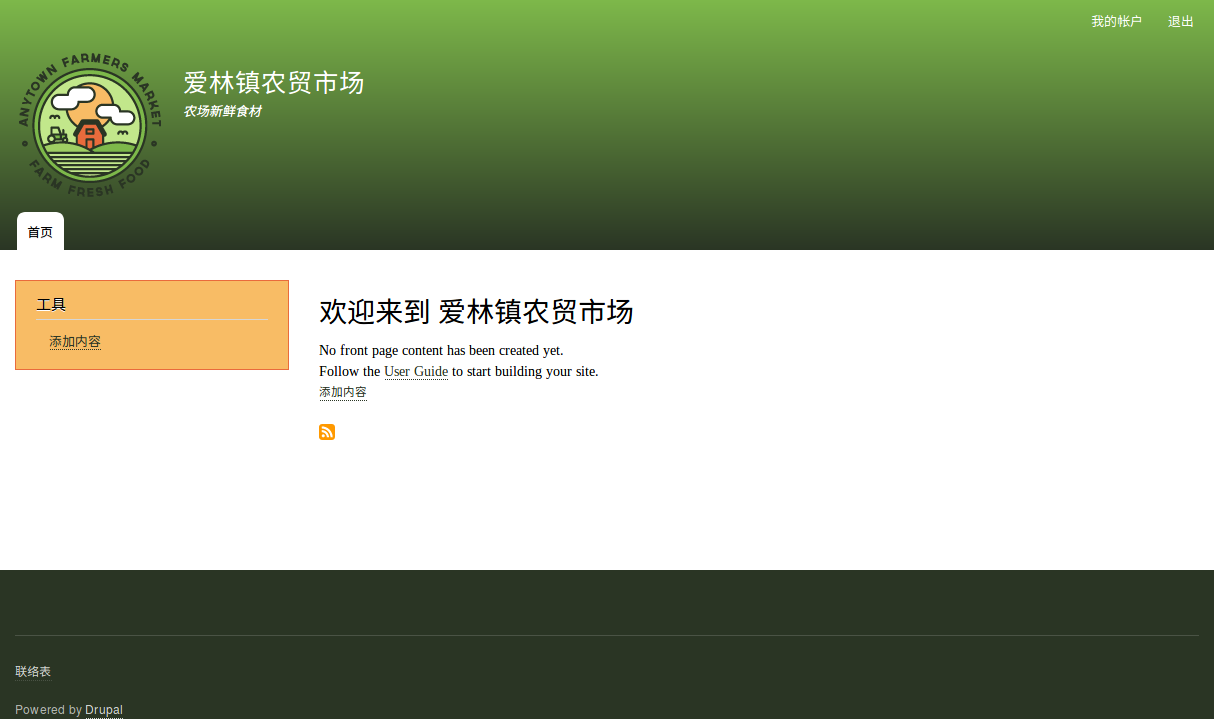 我的帐户 退出
ANYTOWN FARMERS MARKET
FARM FRESH FOOD
爱林镇农贸市场
农场新鲜食材
首页
工具
添加内容
欢迎来到 爱林镇农贸市场
No front page content has been created yet.
Follow the User Guide to start building your site.
添加内容
联络表
Powered by Drupal